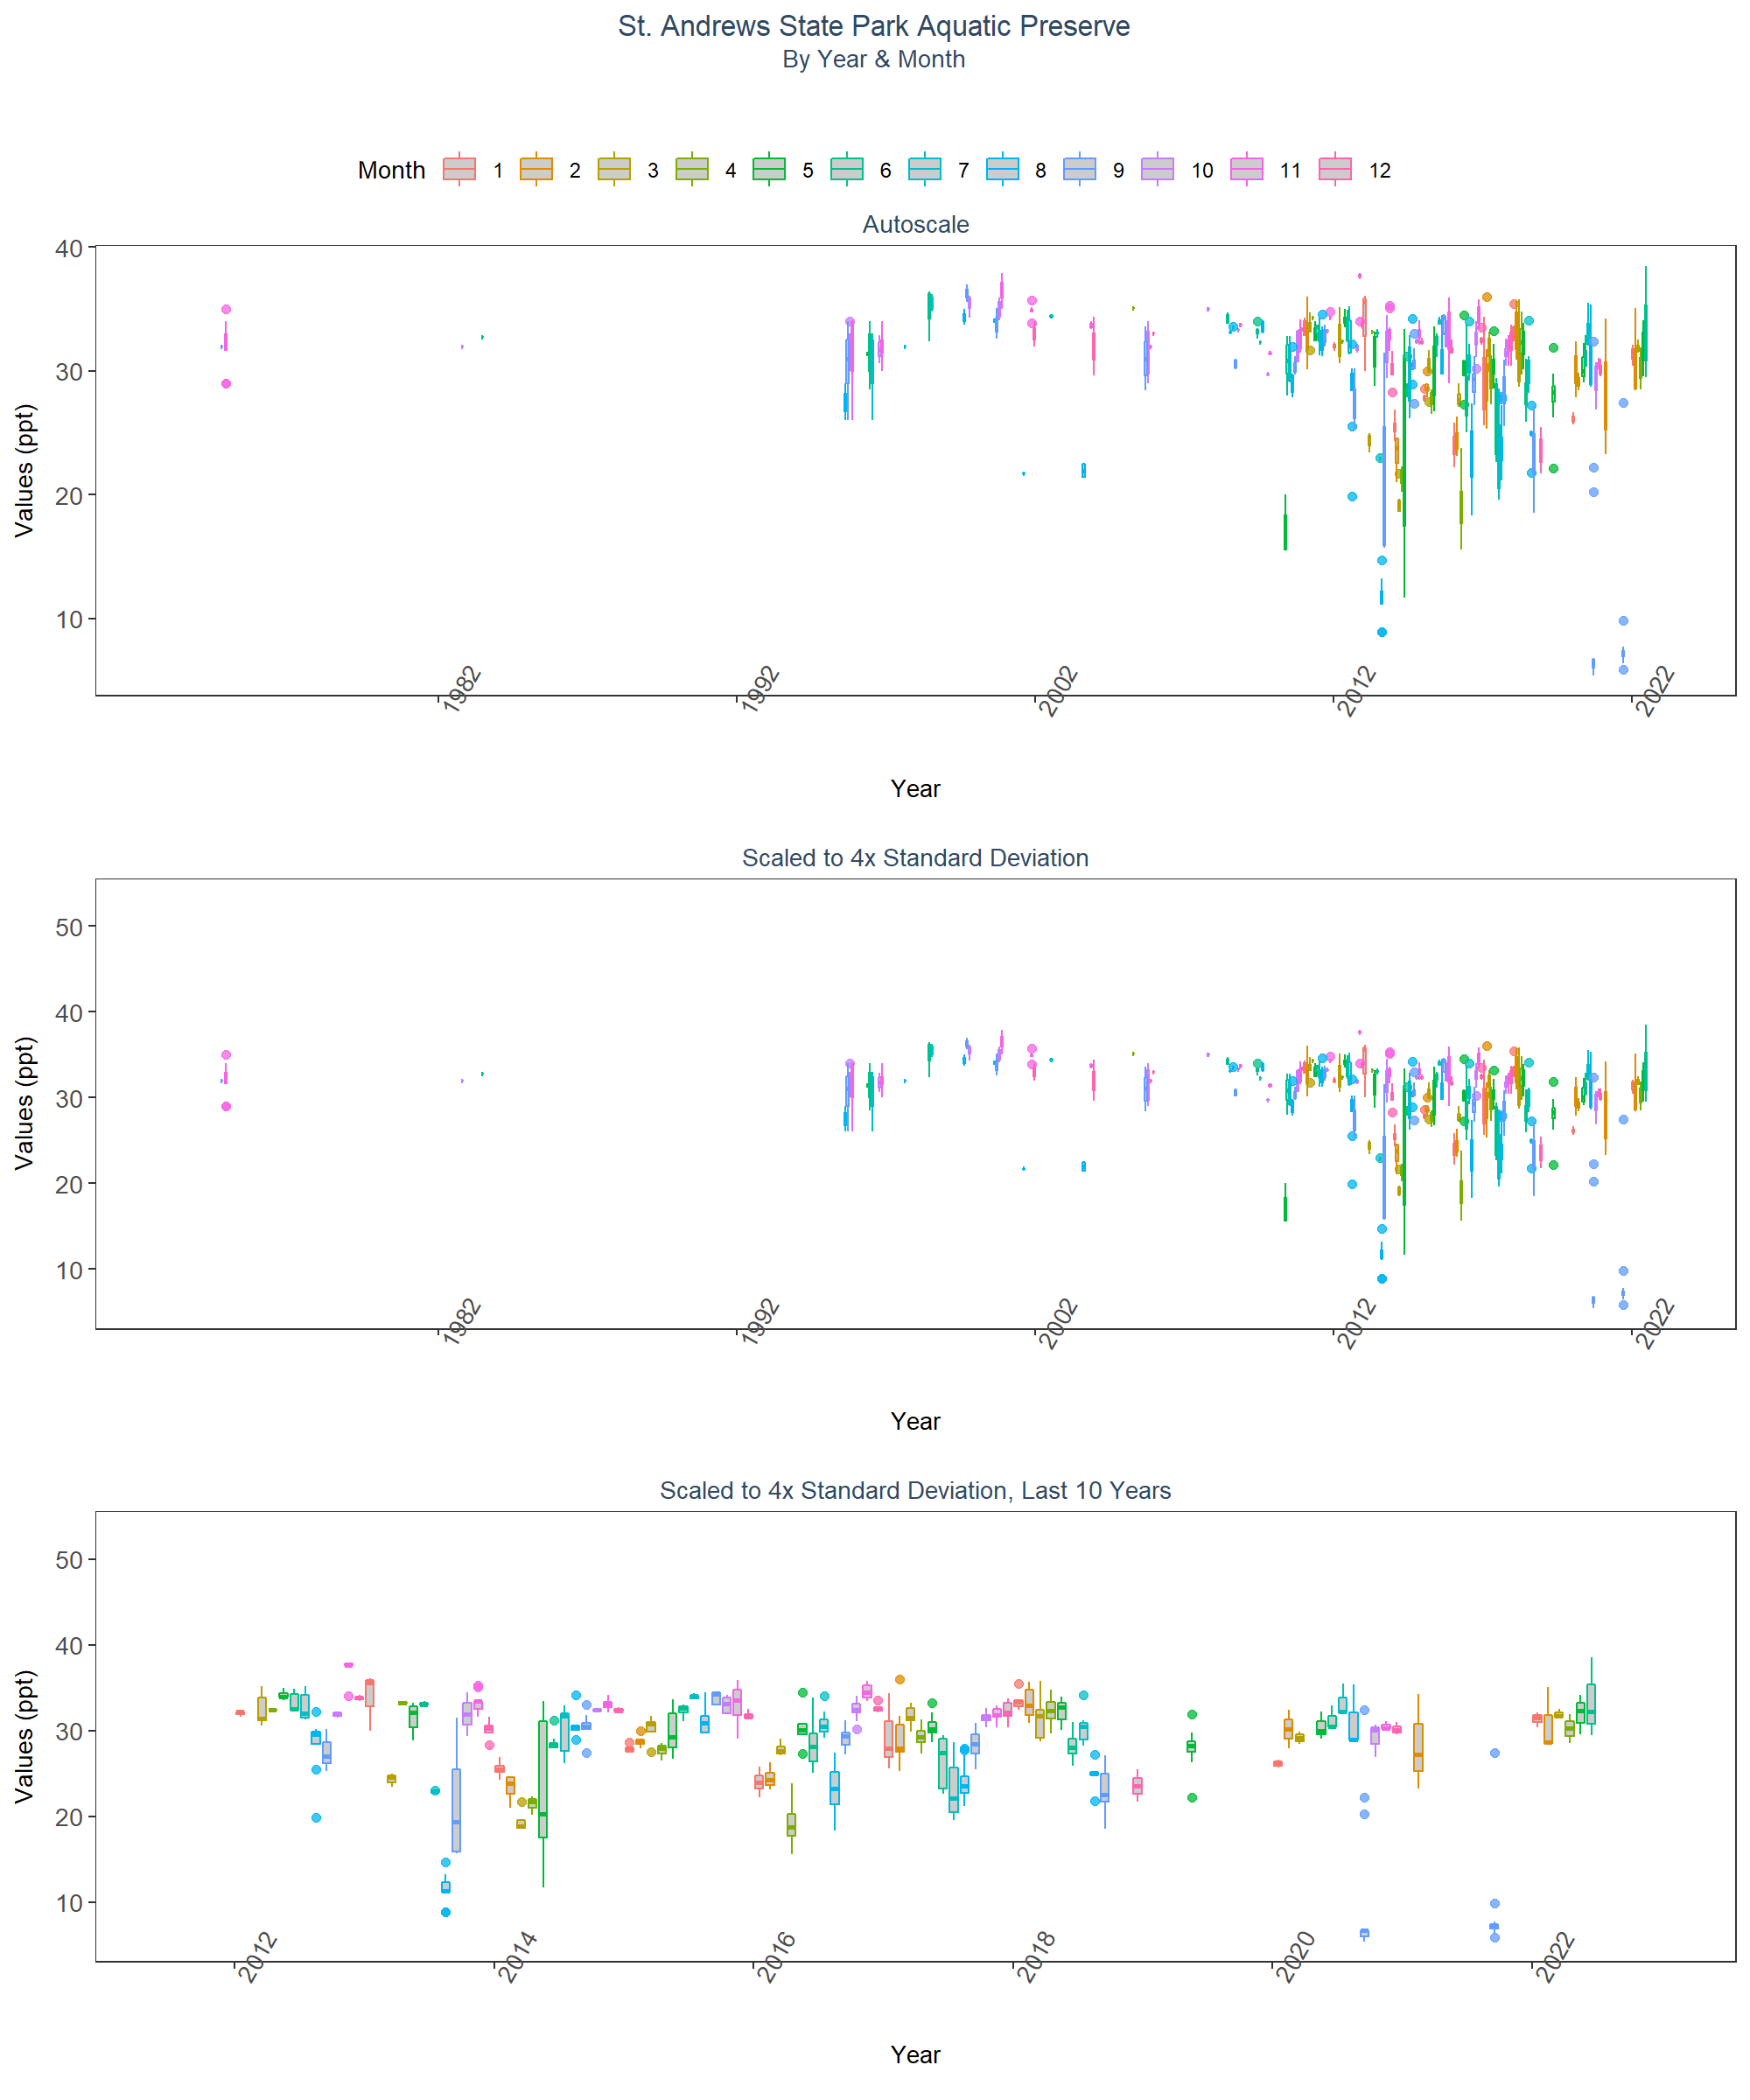 St. Andrews State Park Aquatic Preserve
By Year & Month
Month 1 2 3 4 5 6 7 8 9 10 11 12
Autoscale
Values (ppt)
40
30
20
10
1982 1992 2002 2012 2022
Year
Scaled to 4x Standard Deviation
Values (ppt)
50
40
30
20
10
1982 1992 2002 2012 2022
Year
Scaled to 4x Standard Deviation, Last 10 Years
Values (ppt)
50
40
30
20
10
2012 2014 2016 2018 2020 2022
Year